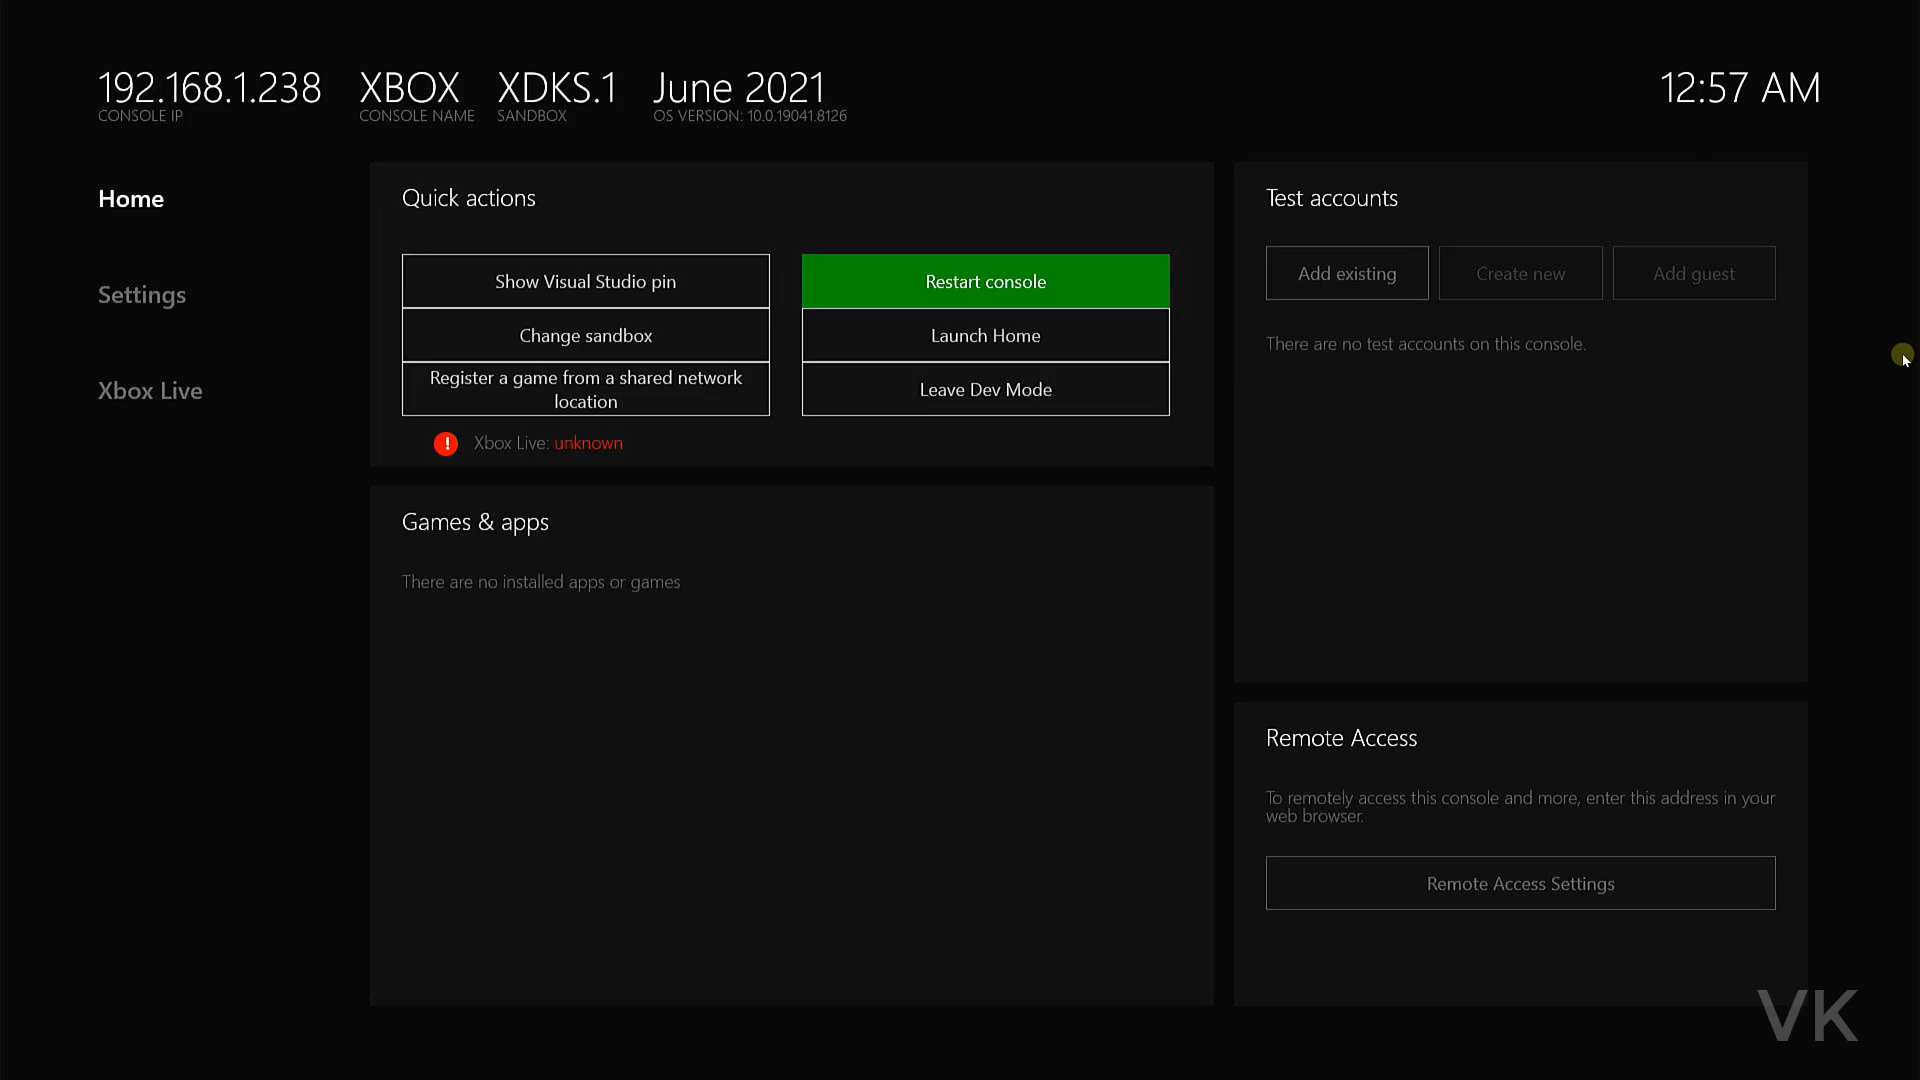 192.168.1.238
CONSOLE IP
XBOX
CONSOLE NAME
XDKS.1
SANDBOX
June 2021
OS VERSION: 10.0.19041.8126
12:57 AM
Home
Settings
Xbox Live
Quick actions
Show Visual Studio pin
Change sandbox
Register a game from a shared network
location
Restart console
Launch Home
Leave Dev Mode
! Xbox Live: unknown
Games & apps
There are no installed apps or games
Test accounts
Add existing
Create new
Add guest
There are no test accounts on this console.
Remote Access
To remotely access this console and more, enter this address in your
web browser.
Remote Access Settings
VK